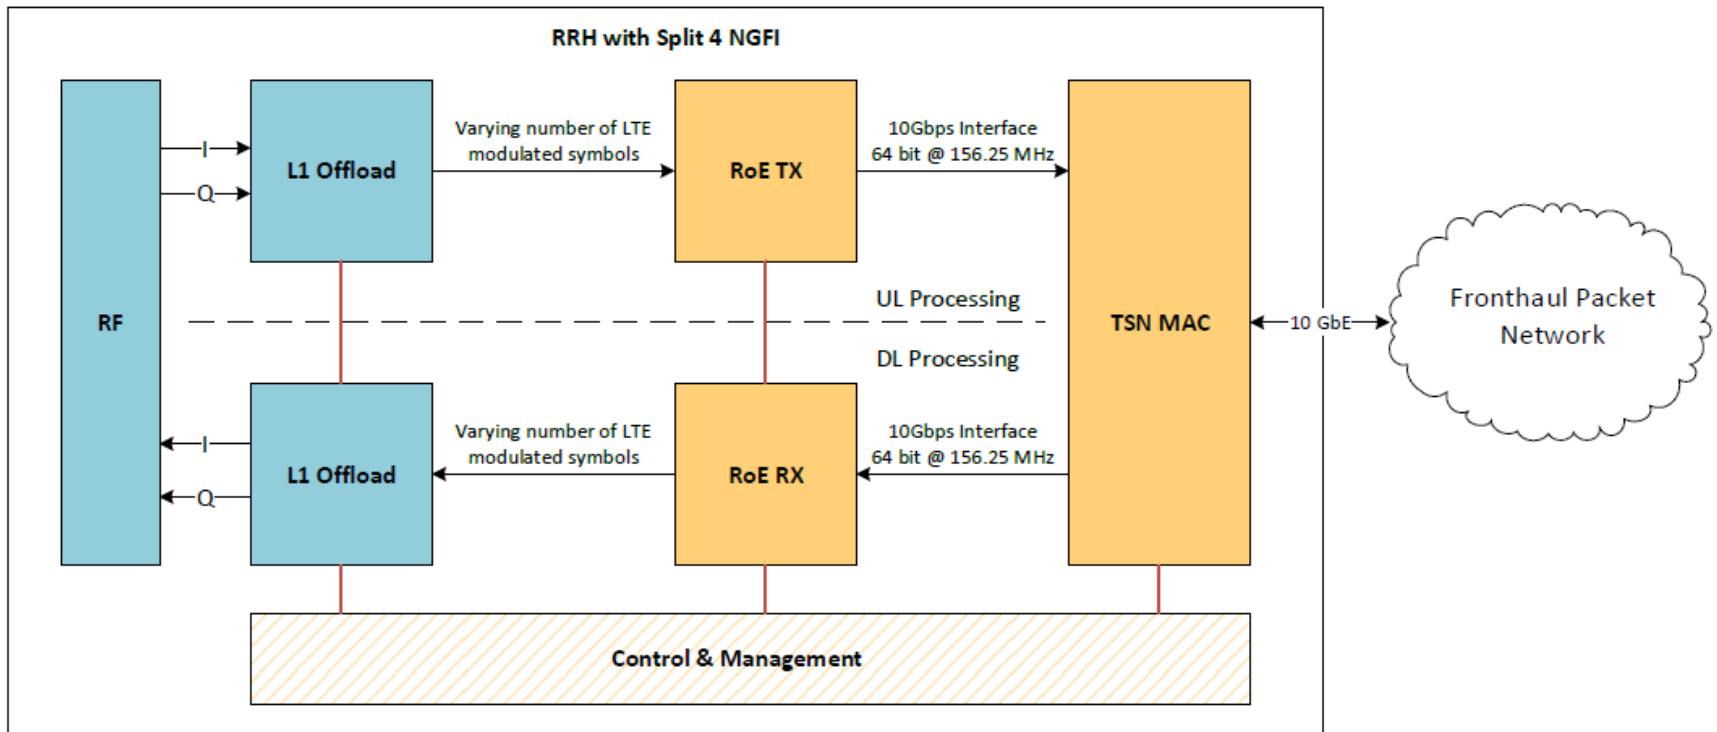 RRH with Split 4 NGFI
RF
I
Q
L1 Offload
Varying number of LTE
modulated symbols
RoE TX
10Gbps Interface
64 bit @ 156.25 MHz
TSN MAC
UL Processing
DL Processing
10 GbE
Fronthaul Packet
Network
I
Q
L1 Offload
Varying number of LTE
modulated symbols
RoE RX
10Gbps Interface
64 bit @ 156.25 MHz
Control & Management